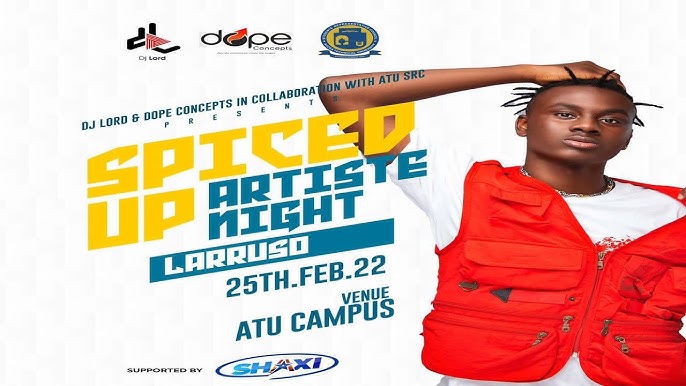 Dj Lord
dope
Concepts
DJ LORD & DOPE CONCEPTS IN COLLABORATION WITH ATU SRC
PRESENTS
SPICED
UP ARTISTE
NIGHT
LARRUSO
25TH.FEB.22
VENUE
ATU CAMPUS
SUPPORTED BY SHAXI